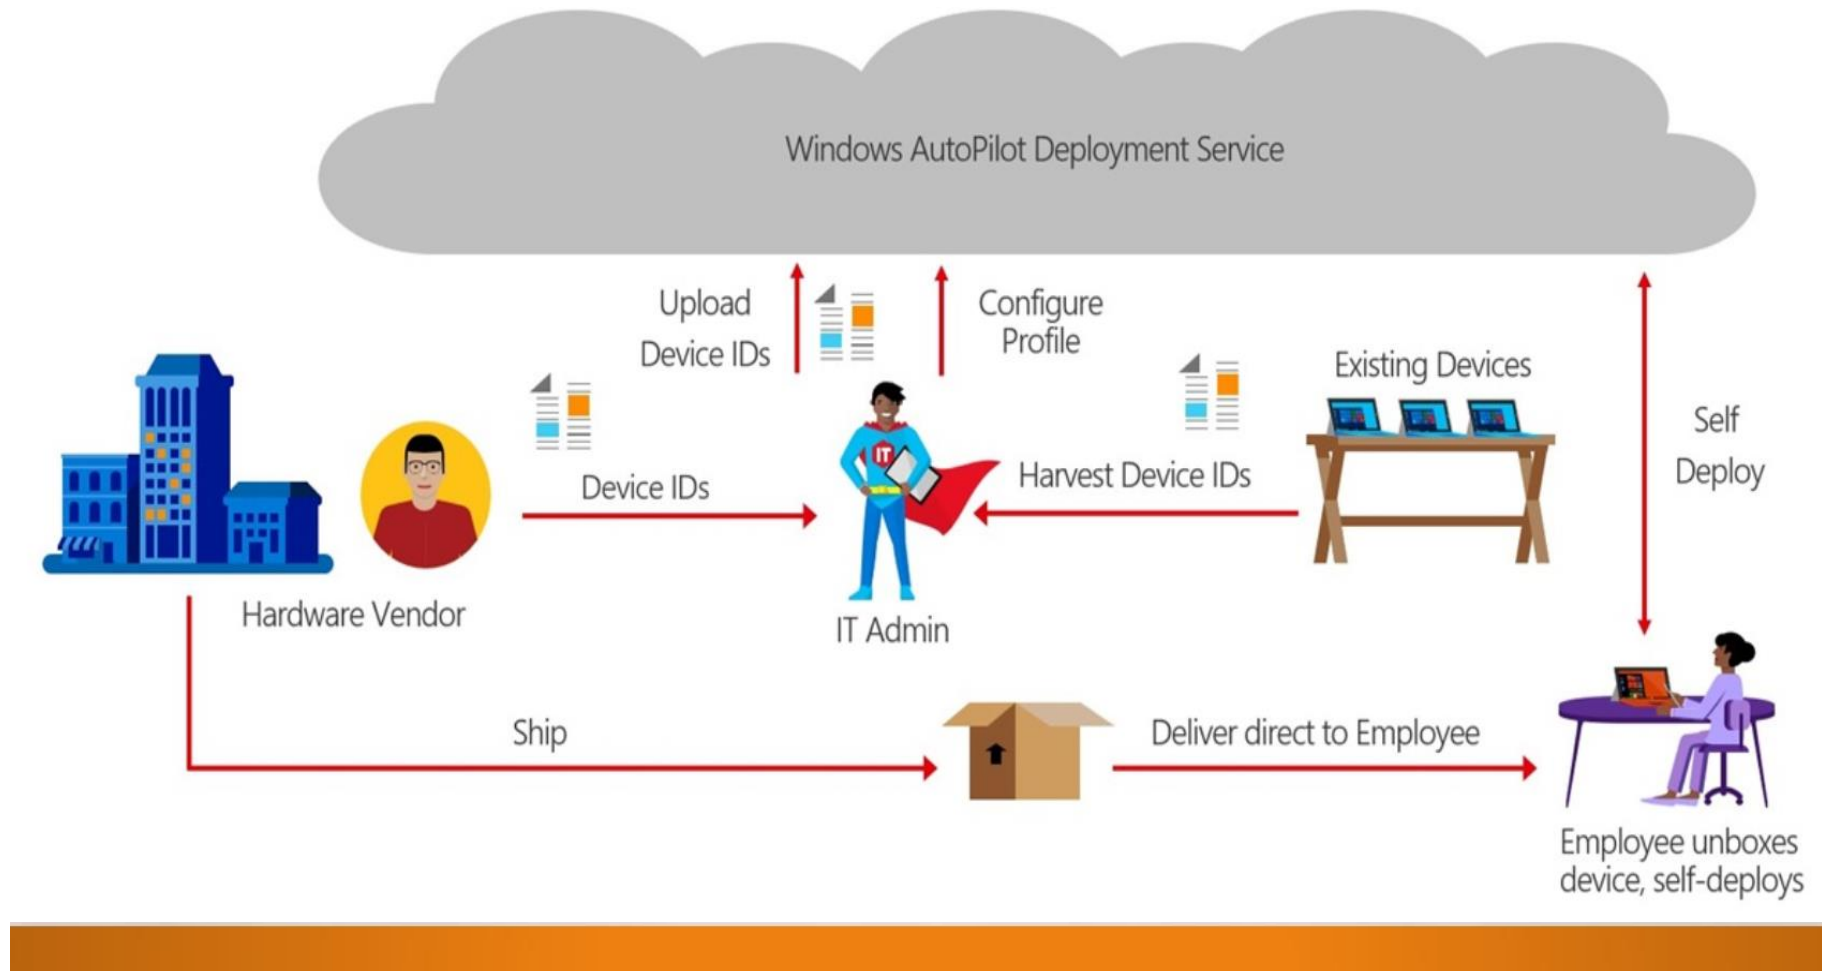 Windows AutoPilot Deployment Service
Upload
Device IDs
Configure
Profile
Existing Devices
Self
Deploy
Device IDs
Harvest Device IDs
IT
Hardware Vendor
IT Admin
Ship
Deliver direct to Employee
Employee unboxes
device, self-deploys